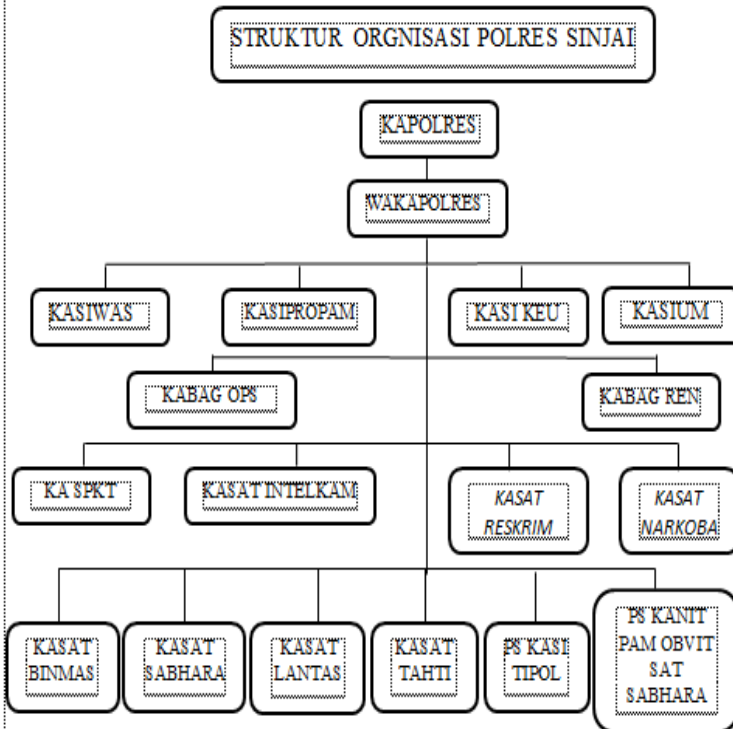 STRUKTUR ORGNISASI POLRES SINJAI
KAPOLRES
WAKAPOLRES
KASIWAS
KASIPROPAM
KASI KEU
KASIUM
KABAG OPS
KABAG REN
KA SPKT
KASAT INTELKAM
KASAT
RESKRIM
KASAT
NARKOBA
KASAT
BINMAS
KASAT
SABHARA
KASAT
LANTAS
KASAT
TAHTI
PS KASI
TIPOL
PS KANIT
PAM OBVIT
SAT
SABHARA